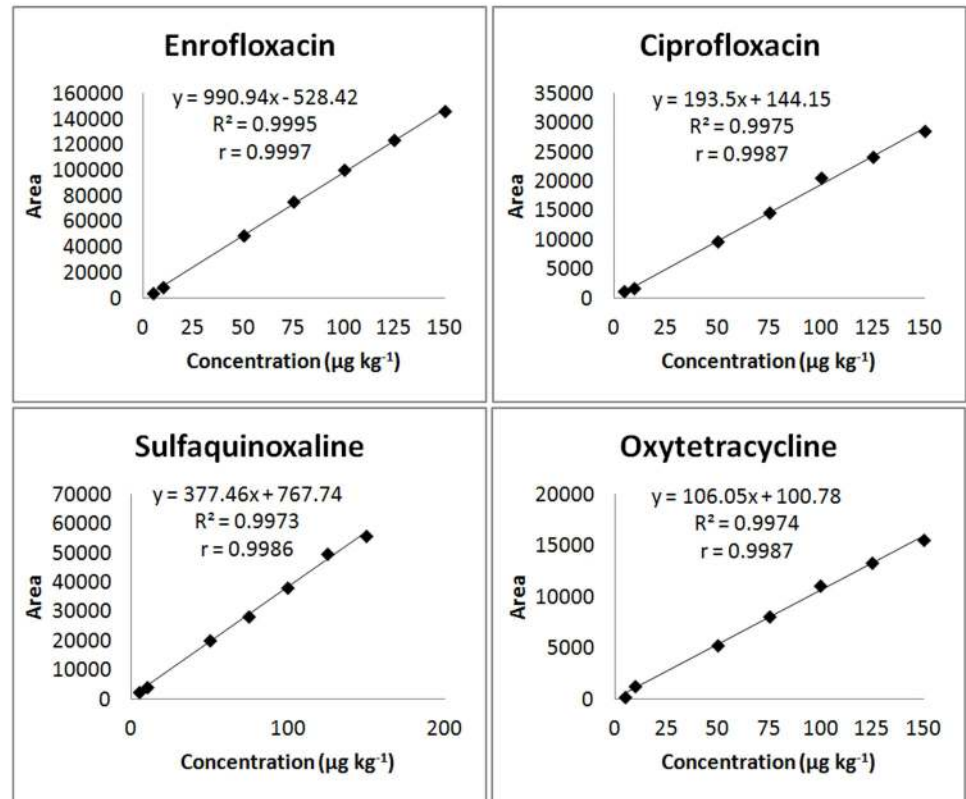 Enrofloxacin
y = 990.94x - 528.42
R² = 0.9995
r = 0.9997
160000
140000
120000
100000
80000
60000
40000
20000
0
Area
0 50 75 100 125 150
Concentration (µg kg⁻¹)
Ciprofloxacin
y = 193.5x + 144.15
R² = 0.9975
r = 0.9987
35000
30000
25000
20000
15000
10000
5000
0
Area
0 50 75 100 125 150
Concentration (µg kg⁻¹)
Sulfaquinoxaline
y = 377.46x + 767.74
R² = 0.9973
r = 0.9986
70000
60000
50000
40000
30000
20000
10000
0
Area
0 100 200
Concentration (µg kg⁻¹)
Oxytetracycline
y = 106.05x + 100.78
R² = 0.9974
r = 0.9987
20000
15000
10000
5000
0
Area
0 25 50 75 100 125 150
Concentration (µg kg⁻¹)